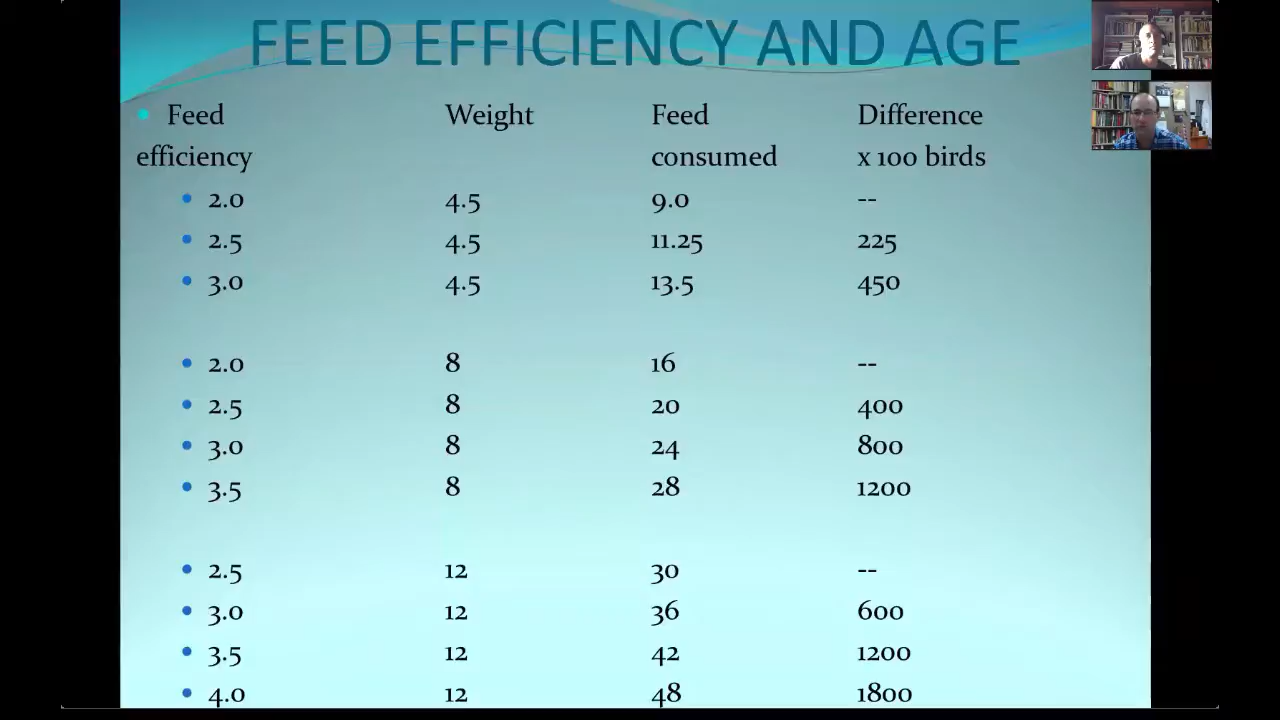 FEED EFFICIENCY AND AGE
Feed Weight Feed Difference
efficiency consumed x 100 birds
2.0 4.5 9.0 --
2.5 4.5 11.25 225
3.0 4.5 13.5 450
2.0 8 16 --
2.5 8 20 400
3.0 8 24 800
3.5 8 28 1200
2.5 12 30 --
3.0 12 36 600
3.5 12 42 1200
4.0 12 48 1800